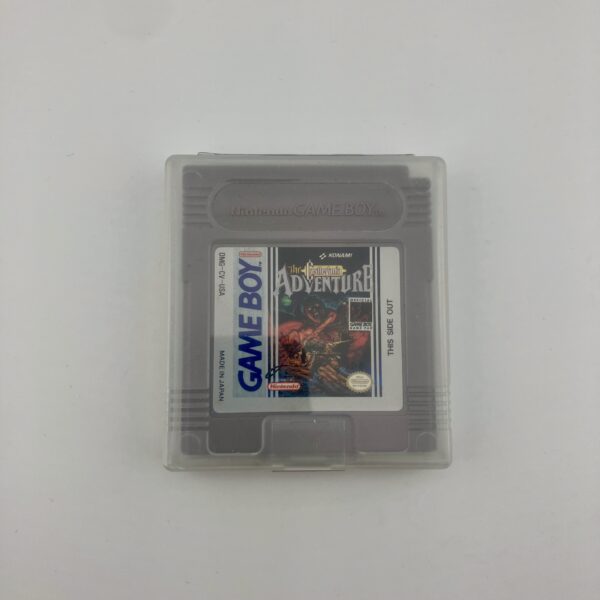 Nintendo GAME BOY
DMG-CV-USA
MADE IN JAPAN
Nintendo
GAME BOY
KONAMI
The Castlevania
ADVENTURE
Nintendo
THIS SIDE OUT